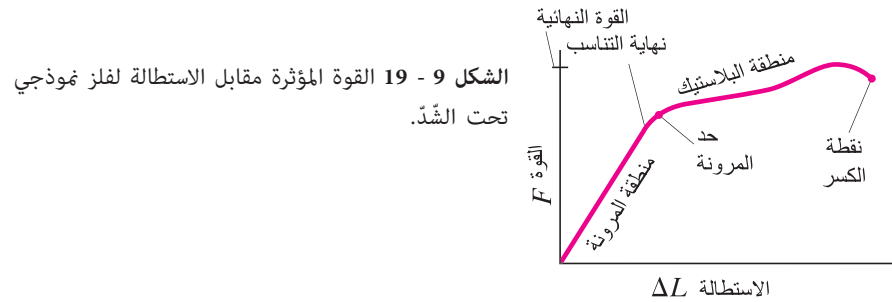 الشكل 9 - 19 القوة المؤثرة مقابل الاستطالة لفلز نموذجي
تحت الشّدّ.
القوة النهائية
نهاية التناسب
منطقة البلاستيك
حد
المرونة
نقطة
الكسر
منطقة المرونة
القوة F
الاستطالة ΔL